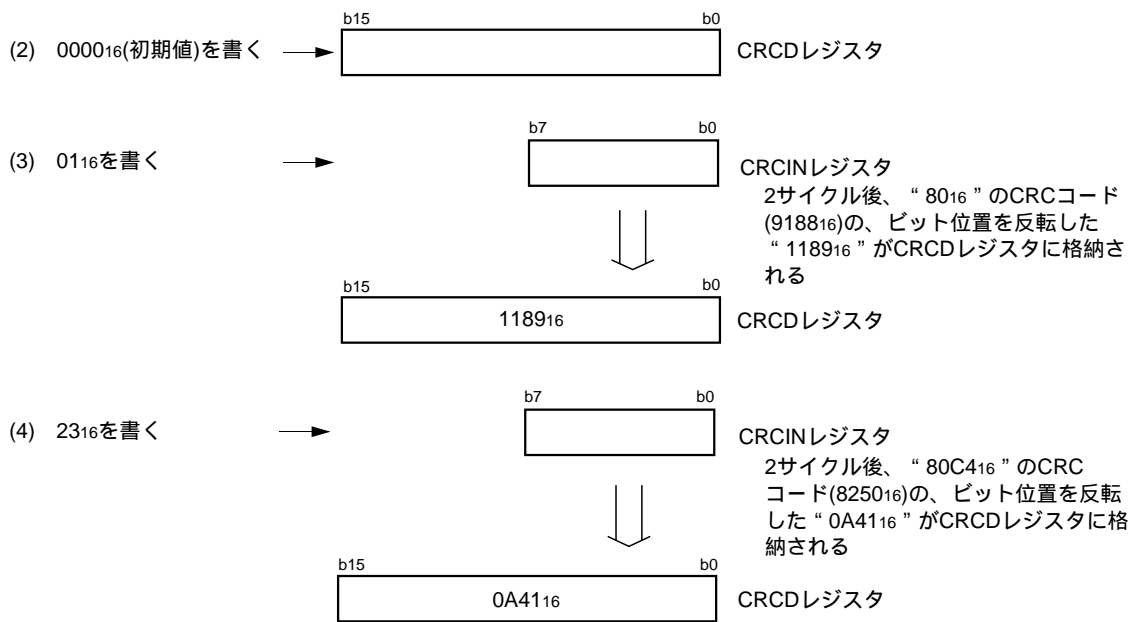 b15 b0
(2) 0000₁₆(初期値)を書く CRCDレジスタ
b7 b0
(3) 01₁₆を書く CRCINレジスタ
2サイクル後、“80₁₆”のCRCコード
(9188₁₆)の、ビット位置を反転した
“1189₁₆”がCRCDレジスタに格納さ
れる
b15 b0
1189₁₆ CRCDレジスタ
b7 b0
(4) 23₁₆を書く CRCINレジスタ
2サイクル後、“80C4₁₆”のCRC
コード(8250₁₆)の、ビット位置を反転
した“0A41₁₆”がCRCDレジスタに格
納される
b15 b0
0A41₁₆ CRCDレジスタ